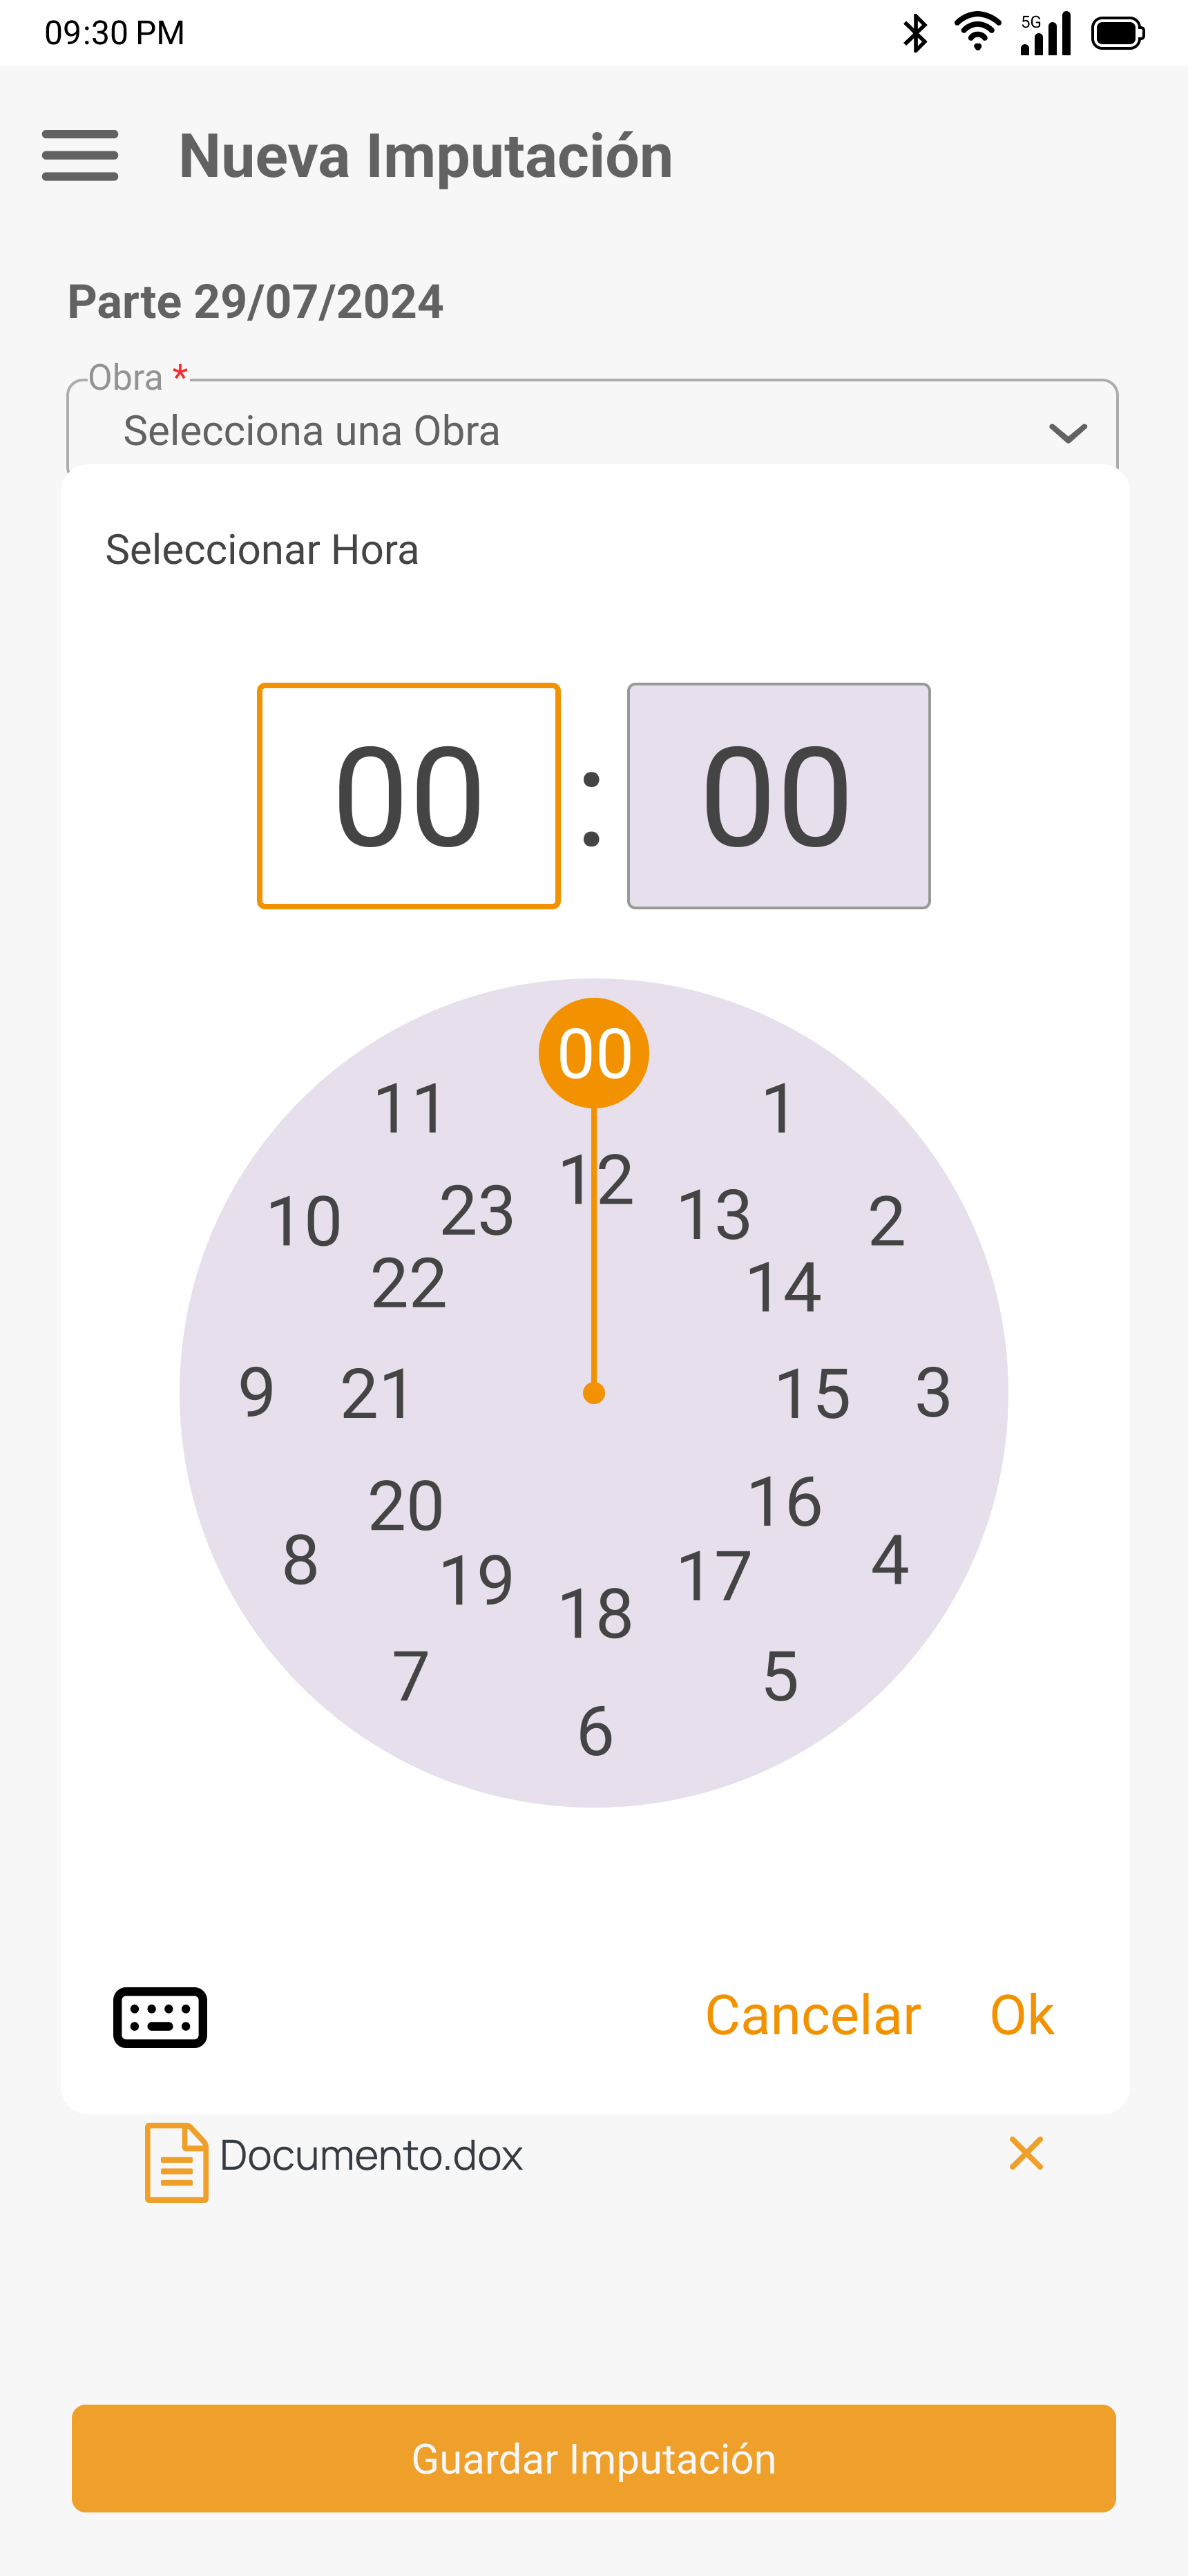 09:30 PM
5G
Nueva Imputación
Parte 29/07/2024
Obra *
Selecciona una Obra
Seleccionar Hora
00 : 00
00
11
1
12
10
23
13
2
22
14
9
21
15
3
20
16
8
4
19
17
18
7
5
6
Cancelar
Ok
Documento.dox
Guardar Imputación